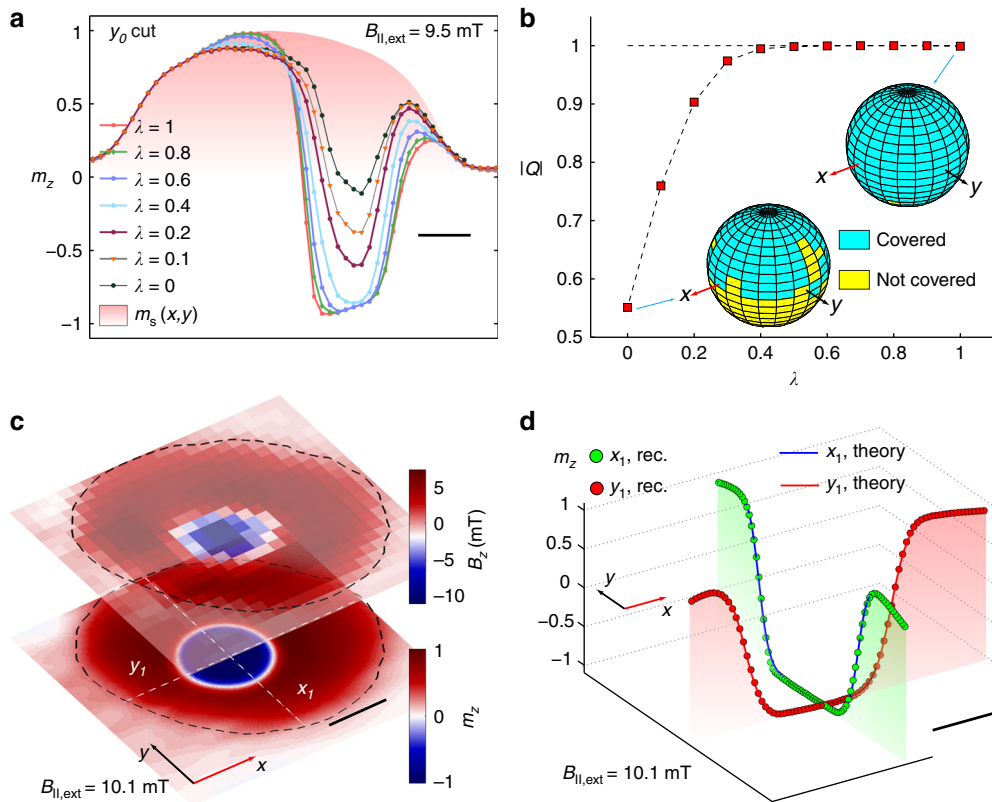 a
y0 cut
BII,ext = 9.5 mT
1
0.5
mz
0
−0.5
−1
λ = 1
λ = 0.8
λ = 0.6
λ = 0.4
λ = 0.2
λ = 0.1
λ = 0
ms (x,y)
b
1
0.9
0.8
|Q|
0.7
0.6
0.5
0
0.2
0.4
0.6
0.8
1
λ
x
y
x
y
Covered
Not covered
c
5
0
−5
−10
Bz (mT)
1
0
−1
mz
y1
x1
y
x
BII,ext = 10.1 mT
d
mz
x1, rec.
y1, rec.
x1, theory
y1, theory
1
0.5
0
−0.5
−1
y
x
BII,ext = 10.1 mT